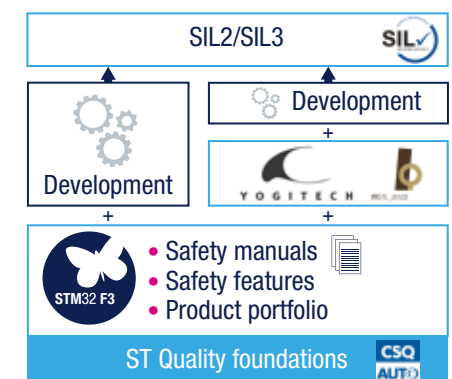 SIL2/SIL3
SIL
Development
Development
+
YOGITECH
+
+
STM32 F3
• Safety manuals
• Safety features
• Product portfolio
ST Quality foundations
CSQ
AUTO